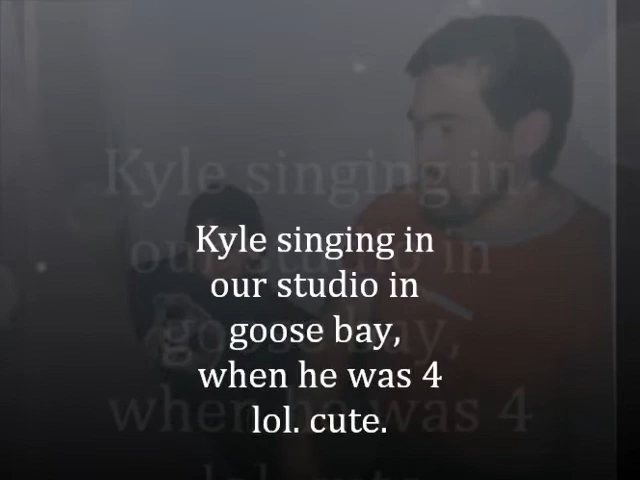 Kyle singing in
our studio in
goose bay,
when he was 4
lol. cute.